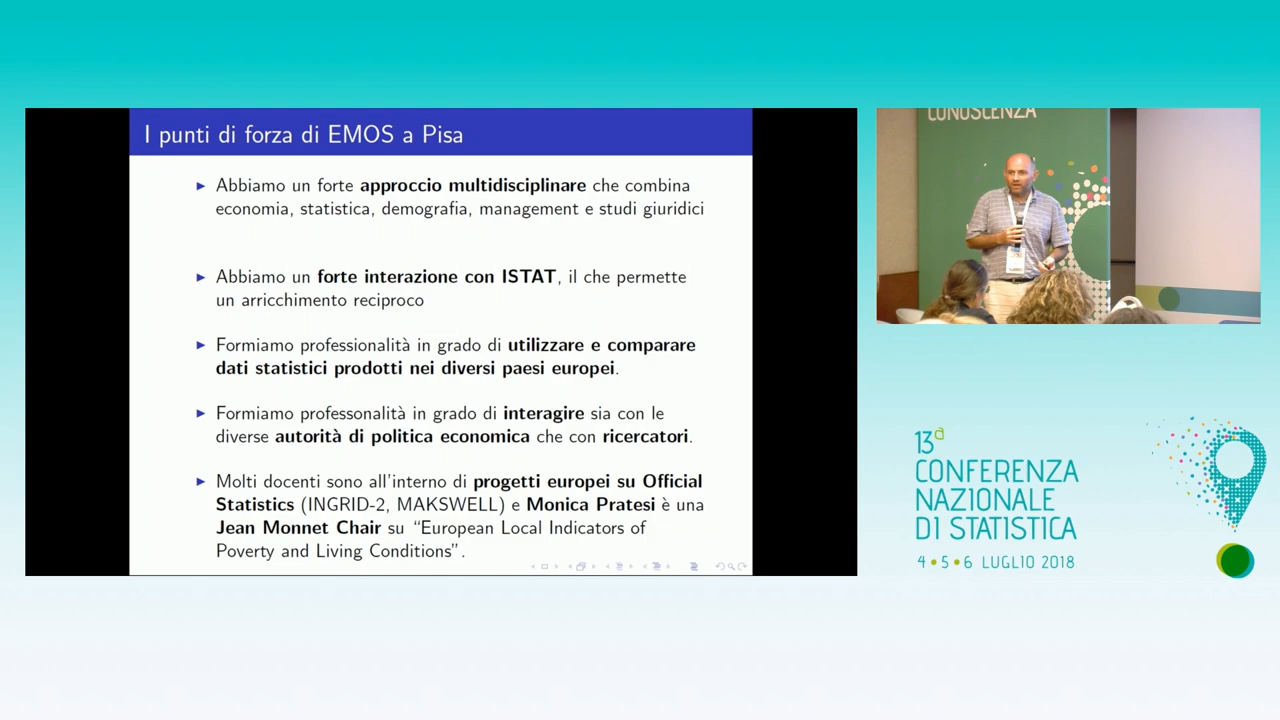 I punti di forza di EMOS a Pisa
▶ Abbiamo un forte approccio multidisciplinare che combina
economia, statistica, demografia, management e studi giuridici
▶ Abbiamo un forte interazione con ISTAT, il che permette
un arricchimento reciproco
▶ Formiamo professionalità in grado di utilizzare e comparare
dati statistici prodotti nei diversi paesi europei.
▶ Formiamo professonalità in grado di interagire sia con le
diverse autorità di politica economica che con ricercatori.
▶ Molti docenti sono all'interno di progetti europei su Official
Statistics (INGRID-2, MAKSWELL) e Monica Pratesi è una
Jean Monnet Chair su “European Local Indicators of
Poverty and Living Conditions”.
CONOSCENZA
13a
CONFERENZA
NAZIONALE
DI STATISTICA
4•5•6 LUGLIO 2018